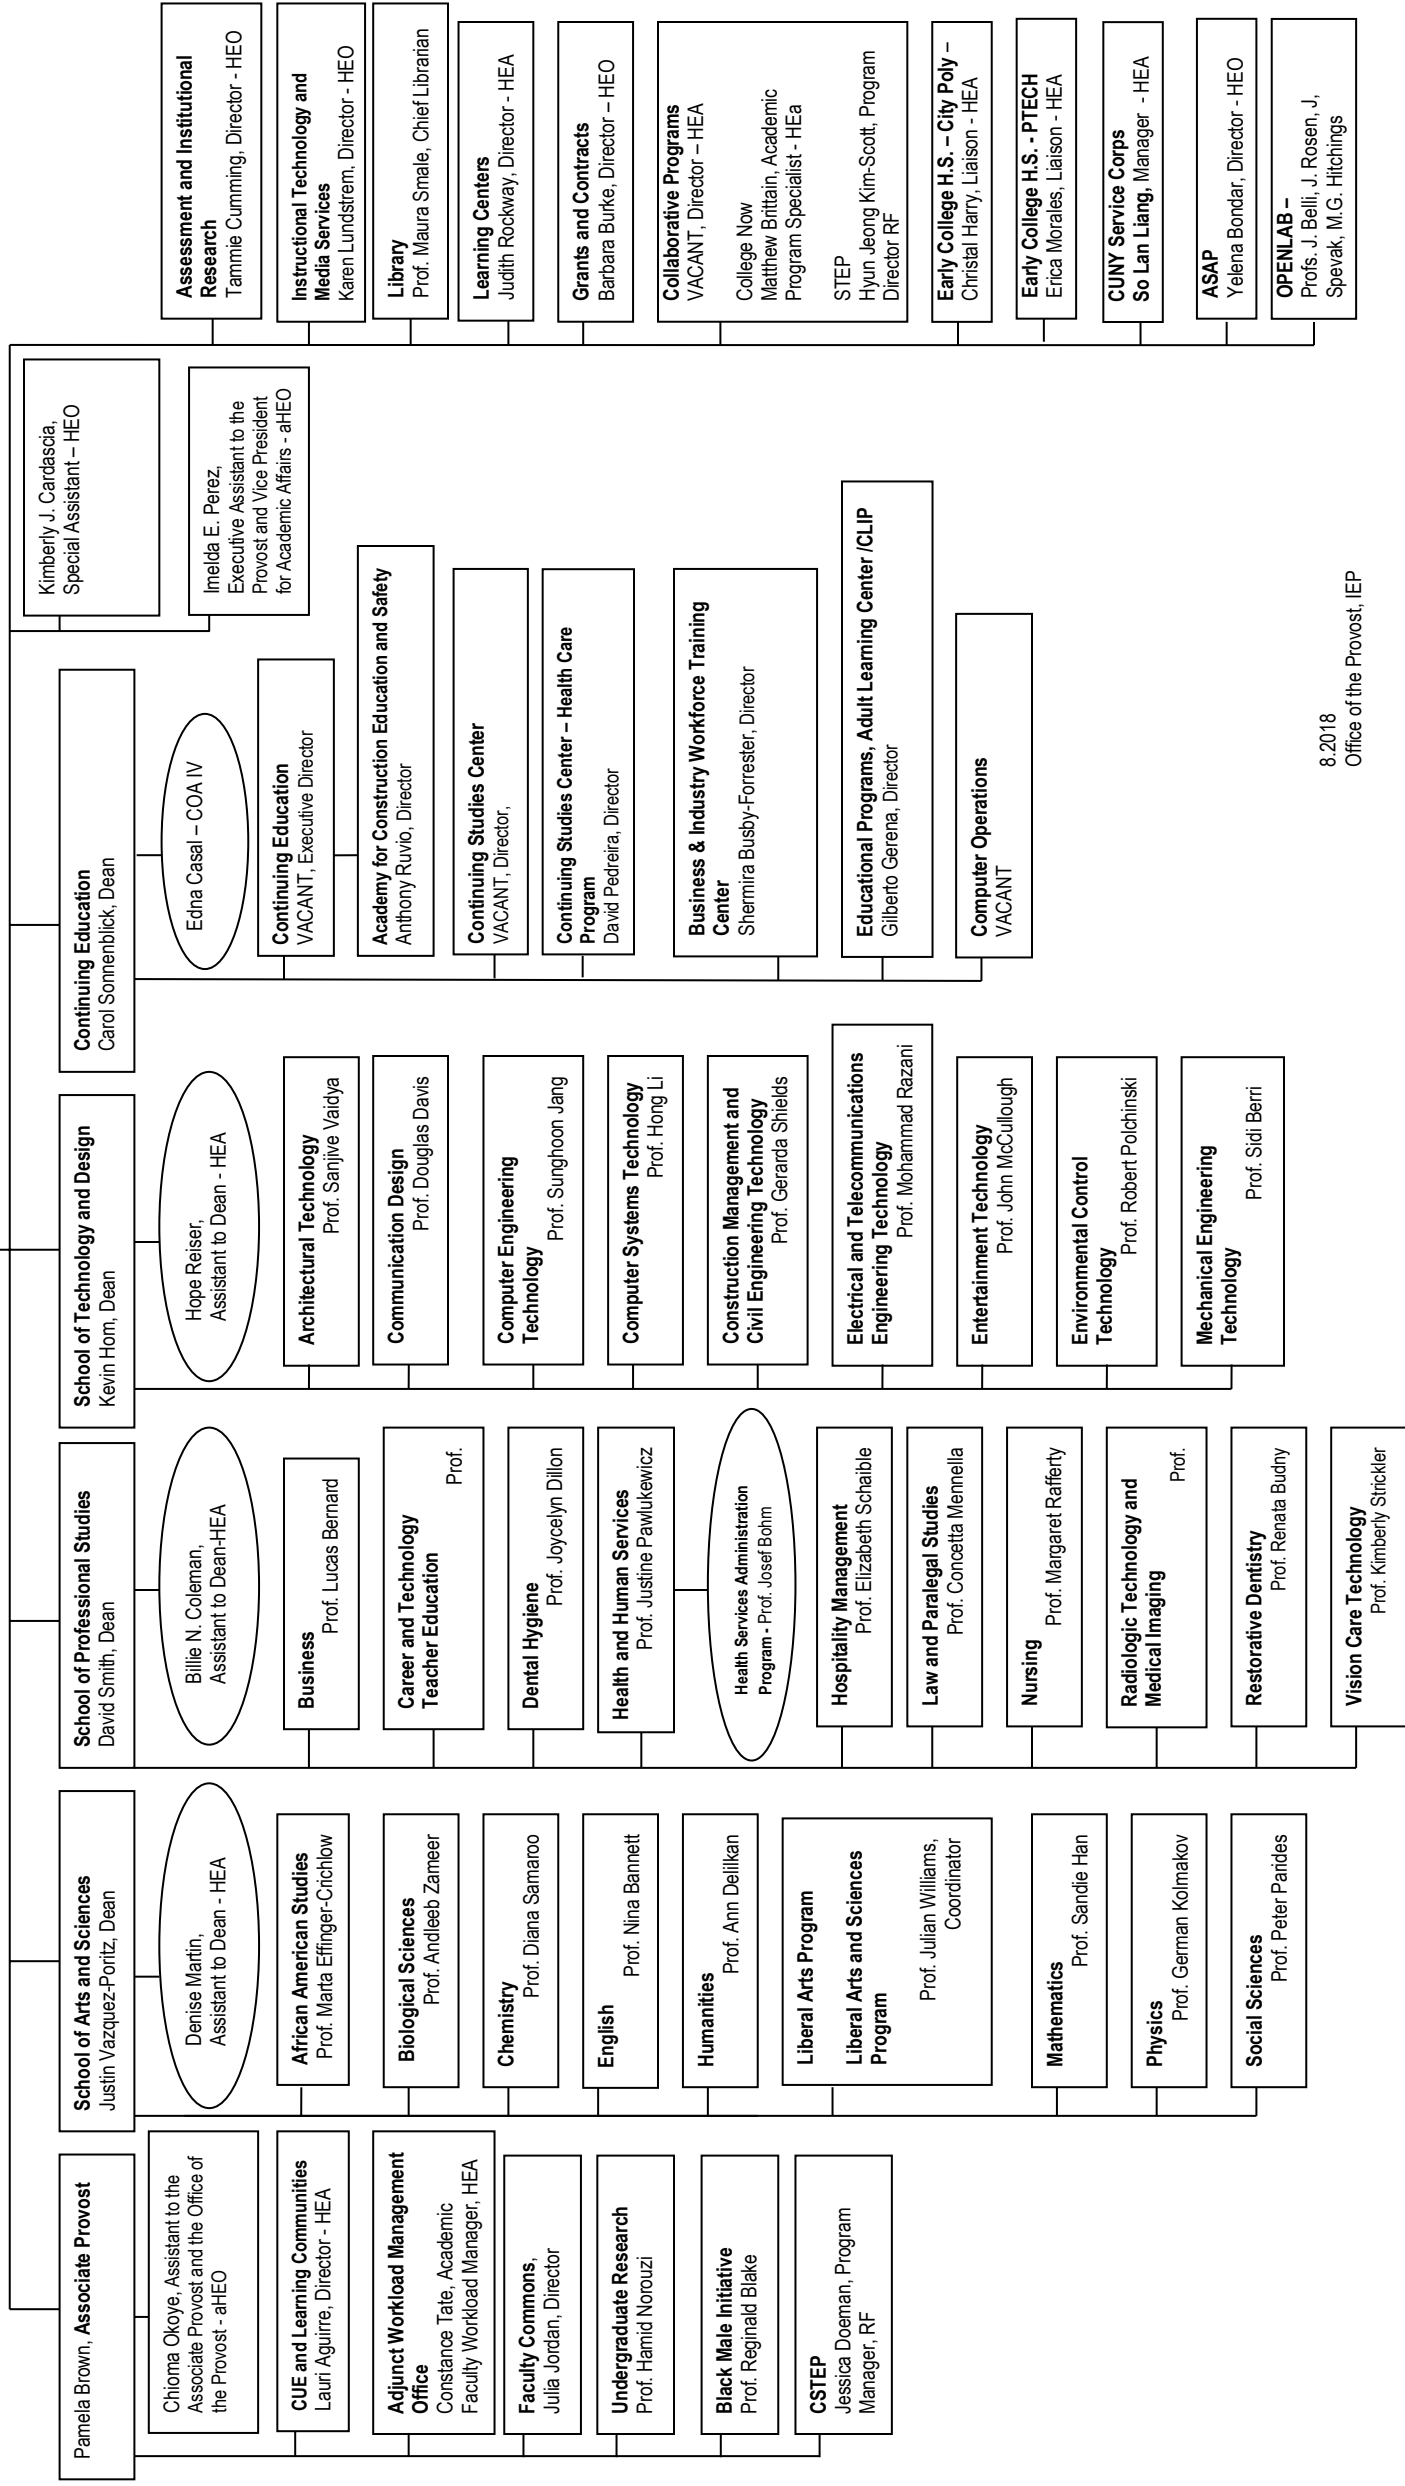 Pamela Brown, Associate Provost
Chioma Okoye, Assistant to the
Associate Provost and the Office of
the Provost - aHEO
CUE and Learning Communities
Lauri Aguirre, Director - HEA
Adjunct Workload Management
Office
Constance Tate, Academic
Faculty Workload Manager, HEA
Faculty Commons,
Julia Jordan, Director
Undergraduate Research
Prof. Hamid Norouzi
Black Male Initiative
Prof. Reginald Blake
CSTEP
Jessica Doeman, Program
Manager, RF
School of Arts and Sciences
Justin Vazquez-Poritz, Dean
Denise Martin,
Assistant to Dean - HEA
African American Studies
Prof. Marta Effinger-Crichlow
Biological Sciences
Prof. Andleeb Zameer
Chemistry
Prof. Diana Samaroo
English
Prof. Nina Bannett
Humanities
Prof. Ann Delilkan
Liberal Arts Program
Liberal Arts and Sciences
Program
Prof. Julian Williams,
Coordinator
Mathematics
Prof. Sandie Han
Physics
Prof. German Kolmakov
Social Sciences
Prof. Peter Parides
School of Professional Studies
David Smith, Dean
Billie N. Coleman,
Assistant to Dean-HEA
Business
Prof. Lucas Bernard
Career and Technology
Teacher Education
Prof.
Dental Hygiene
Prof. Joycelyn Dillon
Health and Human Services
Prof. Justine Pawlukewicz
Health Services Administration
Program - Prof. Josef Bohm
Hospitality Management
Prof. Elizabeth Schaible
Law and Paralegal Studies
Prof. Concetta Mennella
Nursing
Prof. Margaret Rafferty
Radiologic Technology and
Medical Imaging
Prof.
Restorative Dentistry
Prof. Renata Budny
Vision Care Technology
Prof. Kimberly Strickler
School of Technology and Design
Kevin Hom, Dean
Hope Reiser,
Assistant to Dean - HEA
Architectural Technology
Prof. Sanjive Vaidya
Communication Design
Prof. Douglas Davis
Computer Engineering
Technology
Prof. Sunghoon Jang
Computer Systems Technology
Prof. Hong Li
Construction Management and
Civil Engineering Technology
Prof. Gerarda Shields
Electrical and Telecommunications
Engineering Technology
Prof. Mohammad Razani
Entertainment Technology
Prof. John McCullough
Environmental Control
Technology
Prof. Robert Polchinski
Mechanical Engineering
Technology
Prof. Sidi Berri
Continuing Education
Carol Sonnenblick, Dean
Edna Casal – COA IV
Continuing Education
VACANT, Executive Director
Academy for Construction Education and Safety
Anthony Ruvio, Director
Continuing Studies Center
VACANT, Director,
Continuing Studies Center – Health Care
Program
David Pedreira, Director
Business & Industry Workforce Training
Center
Shermira Busby-Forrester, Director
Educational Programs, Adult Learning Center /CLIP
Gilberto Gerena, Director
Computer Operations
VACANT
Kimberly J. Cardascia,
Special Assistant – HEO
Imelda E. Perez,
Executive Assistant to the
Provost and Vice President
for Academic Affairs - aHEO
Assessment and Institutional
Research
Tammie Cumming, Director - HEO
Instructional Technology and
Media Services
Karen Lundstrem, Director - HEO
Library
Prof. Maura Smale, Chief Librarian
Learning Centers
Judith Rockway, Director - HEA
Grants and Contracts
Barbara Burke, Director – HEO
Collaborative Programs
VACANT, Director – HEA
College Now
Matthew Brittain, Academic
Program Specialist - HEa
STEP
Hyun Jeong Kim-Scott, Program
Director RF
Early College H.S. – City Poly –
Christal Harry, Liaison - HEA
Early College H.S. - PTECH
Erica Morales, Liaison - HEA
CUNY Service Corps
So Lan Liang, Manager - HEA
ASAP
Yelena Bondar, Director - HEO
OPENLAB –
Profs. J. Belli, J. Rosen, J,
Spevak, M.G. Hitchings
8.2018
Office of the Provost, IEP